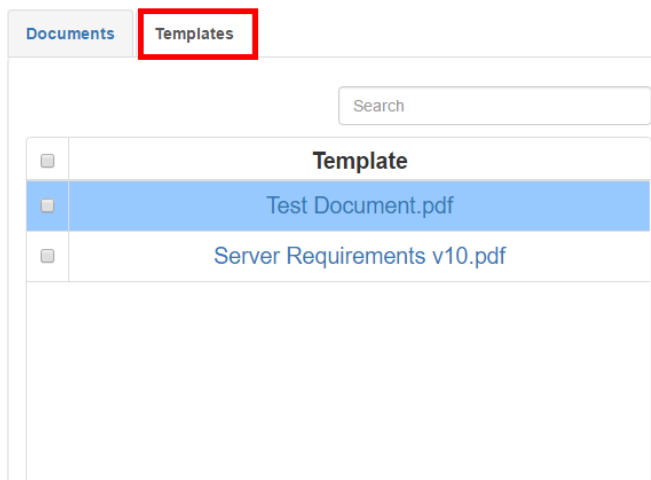 Documents Templates
Search
Template
Test Document.pdf
Server Requirements v10.pdf